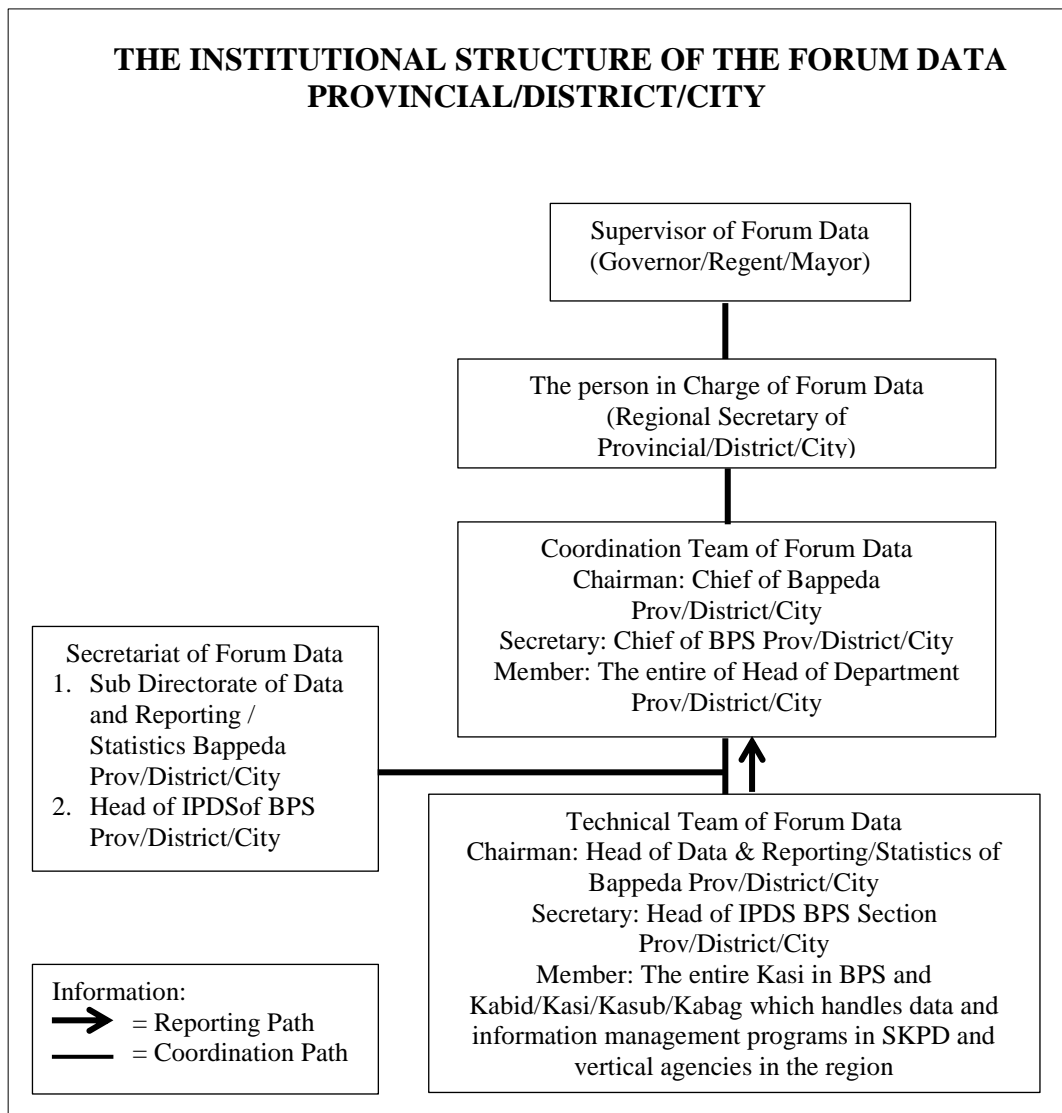 THE INSTITUTIONAL STRUCTURE OF THE FORUM DATA
PROVINCIAL/DISTRICT/CITY
Supervisor of Forum Data
(Governor/Regent/Mayor)
The person in Charge of Forum Data
(Regional Secretary of
Provincial/District/City)
Coordination Team of Forum Data
Chairman: Chief of Bappeda
Prov/District/City
Secretary: Chief of BPS Prov/District/City
Member: The entire of Head of Department
Prov/District/City
Secretariat of Forum Data
1. Sub Directorate of Data
and Reporting /
Statistics Bappeda
Prov/District/City
2. Head of IPDSof BPS
Prov/District/City
Technical Team of Forum Data
Chairman: Head of Data & Reporting/Statistics of
Bappeda Prov/District/City
Secretary: Head of IPDS BPS Section
Prov/District/City
Member: The entire Kasi in BPS and
Kabid/Kasi/Kasub/Kabag which handles data and
information management programs in SKPD and
vertical agencies in the region
Information:
= Reporting Path
= Coordination Path